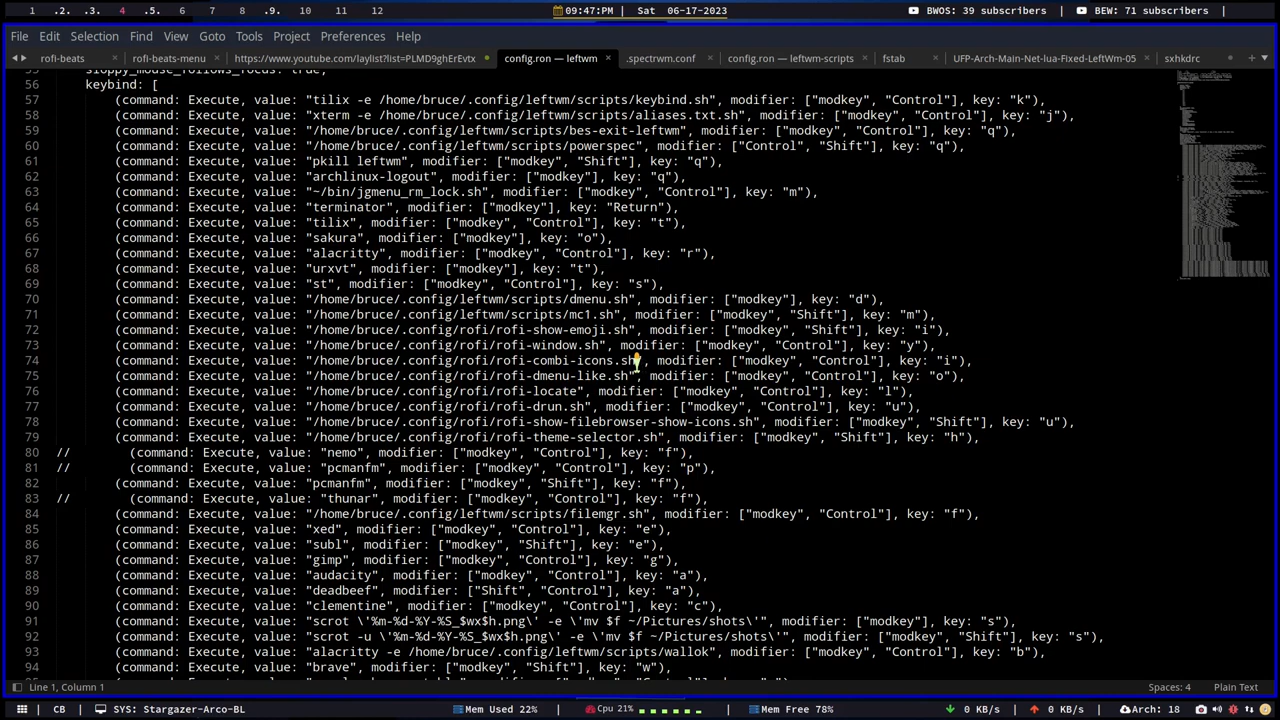 1 .2. .3. 4 .5. 6 7 8 .9. 10 11 12 09:47:PM Sat 06-17-2023 BWOS: 39 subscribers BEW: 71 subscribers
File Edit Selection Find View Goto Tools Project Preferences Help
rofi-beats rofi-beats-menu https://www.youtube.com/laylist?list=PLMD9ghErEvtx config.ron — leftwm .spectrwm.conf config.ron — leftwm-scripts fstab UFP-Arch-Main-Net-lua-Fixed-LeftWm-05 sxhkdrc
55 sloppy_mouse_follows_focus: true,
56 keybind: [
57 (command: Execute, value: "tilix -e /home/bruce/.config/leftwm/scripts/keybind.sh", modifier: ["modkey", "Control"], key: "k"),
58 (command: Execute, value: "xterm -e /home/bruce/.config/leftwm/scripts/aliases.txt.sh", modifier: ["modkey", "Control"], key: "j"),
59 (command: Execute, value: "/home/bruce/.config/leftwm/scripts/bes-exit-leftwm", modifier: ["modkey", "Control"], key: "q"),
60 (command: Execute, value: "/home/bruce/.config/leftwm/scripts/powerspec", modifier: ["Control", "Shift"], key: "q"),
61 (command: Execute, value: "pkill leftwm", modifier: ["modkey", "Shift"], key: "q"),
62 (command: Execute, value: "archlinux-logout", modifier: ["modkey"], key: "q"),
63 (command: Execute, value: "~/bin/jgmenu_rm_lock.sh", modifier: ["modkey", "Control"], key: "m"),
64 (command: Execute, value: "terminator", modifier: ["modkey"], key: "Return"),
65 (command: Execute, value: "tilix", modifier: ["modkey", "Control"], key: "t"),
66 (command: Execute, value: "sakura", modifier: ["modkey"], key: "o"),
67 (command: Execute, value: "alacritty", modifier: ["modkey", "Control"], key: "r"),
68 (command: Execute, value: "urxvt", modifier: ["modkey"], key: "t"),
69 (command: Execute, value: "st", modifier: ["modkey", "Control"], key: "s"),
70 (command: Execute, value: "/home/bruce/.config/leftwm/scripts/dmenu.sh", modifier: ["modkey"], key: "d"),
71 (command: Execute, value: "/home/bruce/.config/leftwm/scripts/mc1.sh", modifier: ["modkey", "Shift"], key: "m"),
72 (command: Execute, value: "/home/bruce/.config/rofi/rofi-show-emoji.sh", modifier: ["modkey", "Shift"], key: "i"),
73 (command: Execute, value: "/home/bruce/.config/rofi/rofi-window.sh", modifier: ["modkey", "Control"], key: "y"),
74 (command: Execute, value: "/home/bruce/.config/rofi/rofi-combi-icons.sh", modifier: ["modkey", "Control"], key: "i"),
75 (command: Execute, value: "/home/bruce/.config/rofi/rofi-dmenu-like.sh", modifier: ["modkey", "Control"], key: "o"),
76 (command: Execute, value: "/home/bruce/.config/rofi/rofi-locate", modifier: ["modkey", "Control"], key: "l"),
77 (command: Execute, value: "/home/bruce/.config/rofi/rofi-drun.sh", modifier: ["modkey", "Control"], key: "u"),
78 (command: Execute, value: "/home/bruce/.config/rofi/rofi-show-filebrowser-show-icons.sh", modifier: ["modkey", "Shift"], key: "u"),
79 (command: Execute, value: "/home/bruce/.config/rofi/rofi-theme-selector.sh", modifier: ["modkey", "Shift"], key: "h"),
80 // (command: Execute, value: "nemo", modifier: ["modkey"], key: "f"),
81 // (command: Execute, value: "pcmanfm", modifier: ["modkey", "Control"], key: "p"),
82 (command: Execute, value: "pcmanfm", modifier: ["modkey", "Shift"], key: "f"),
83 // (command: Execute, value: "thunar", modifier: ["modkey", "Control"], key: "f"),
84 (command: Execute, value: "/home/bruce/.config/leftwm/scripts/filemgr.sh", modifier: ["modkey", "Control"], key: "f"),
85 (command: Execute, value: "xed", modifier: ["modkey", "Control"], key: "e"),
86 (command: Execute, value: "subl", modifier: ["modkey", "Shift"], key: "e"),
87 (command: Execute, value: "gimp", modifier: ["modkey", "Control"], key: "g"),
88 (command: Execute, value: "audacity", modifier: ["modkey", "Control"], key: "a"),
89 (command: Execute, value: "deadbeef", modifier: ["Shift", "Control"], key: "a"),
90 (command: Execute, value: "clementine", modifier: ["modkey", "Control"], key: "c"),
91 (command: Execute, value: "scrot \'%m-%d-%Y-%S_$wx$h.png\' -e \'mv $f ~/Pictures/shots\'", modifier: ["modkey", "Control"], key: "s"),
92 (command: Execute, value: "scrot -u \'%m-%d-%Y-%S_$wx$h.png\' -e \'mv $f ~/Pictures/shots\'", modifier: ["modkey", "Shift"], key: "s"),
93 (command: Execute, value: "alacritty -e /home/bruce/.config/leftwm/scripts/wallok", modifier: ["modkey", "Control"], key: "b"),
94 (command: Execute, value: "brave", modifier: ["modkey", "Shift"], key: "w"),
Line 1, Column 1 Spaces: 4 Plain Text
CB SYS: Stargazer-Arco-BL Mem Used 22% Cpu 21% Mem Free 78% 0 KB/s 0 KB/s Arch: 18